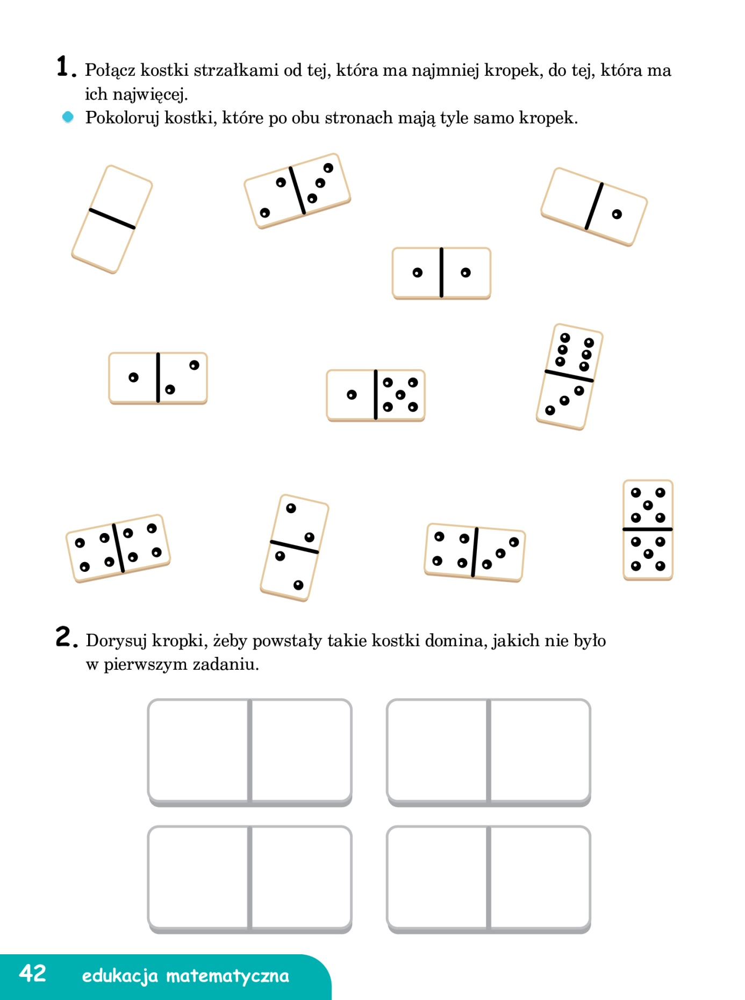 1. Połącz kostki strzałkami od tej, która ma najmniej kropek, do tej, która ma
ich najwięcej.
Pokoloruj kostki, które po obu stronach mają tyle samo kropek.
2. Dorysuj kropki, żeby powstały takie kostki domina, jakich nie było
w pierwszym zadaniu.
42 edukacja matematyczna